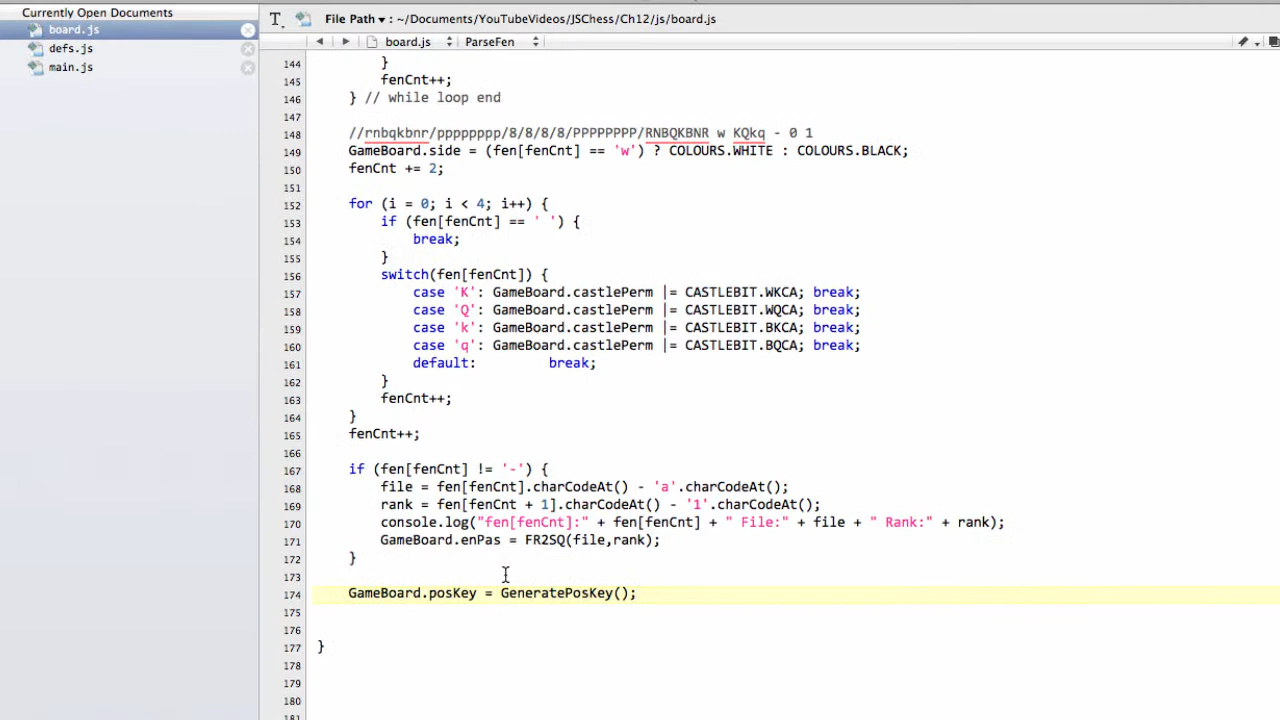 Currently Open Documents
board.js
defs.js
main.js
File Path ▾ : ~/Documents/YouTubeVideos/JSChess/Ch12/js/board.js
board.js ParseFen
144 }
145 fenCnt++;
146 } // while loop end
147
148 //rnbqkbnr/pppppppp/8/8/8/8/PPPPPPPP/RNBQKBNR w KQkq - 0 1
149 GameBoard.side = (fen[fenCnt] == 'w') ? COLOURS.WHITE : COLOURS.BLACK;
150 fenCnt += 2;
151
152 for (i = 0; i < 4; i++) {
153 if (fen[fenCnt] == ' ') {
154 break;
155 }
156 switch(fen[fenCnt]) {
157 case 'K': GameBoard.castlePerm |= CASTLEBIT.WKCA; break;
158 case 'Q': GameBoard.castlePerm |= CASTLEBIT.WQCA; break;
159 case 'k': GameBoard.castlePerm |= CASTLEBIT.BKCA; break;
160 case 'q': GameBoard.castlePerm |= CASTLEBIT.BQCA; break;
161 default: break;
162 }
163 fenCnt++;
164 }
165 fenCnt++;
166
167 if (fen[fenCnt] != '-') {
168 file = fen[fenCnt].charCodeAt() - 'a'.charCodeAt();
169 rank = fen[fenCnt + 1].charCodeAt() - '1'.charCodeAt();
170 console.log("fen[fenCnt]:" + fen[fenCnt] + " File:" + file + " Rank:" + rank);
171 GameBoard.enPas = FR2SQ(file,rank);
172 }
173
174 GameBoard.posKey = GeneratePosKey();
175
176
177 }
178
179
180
181